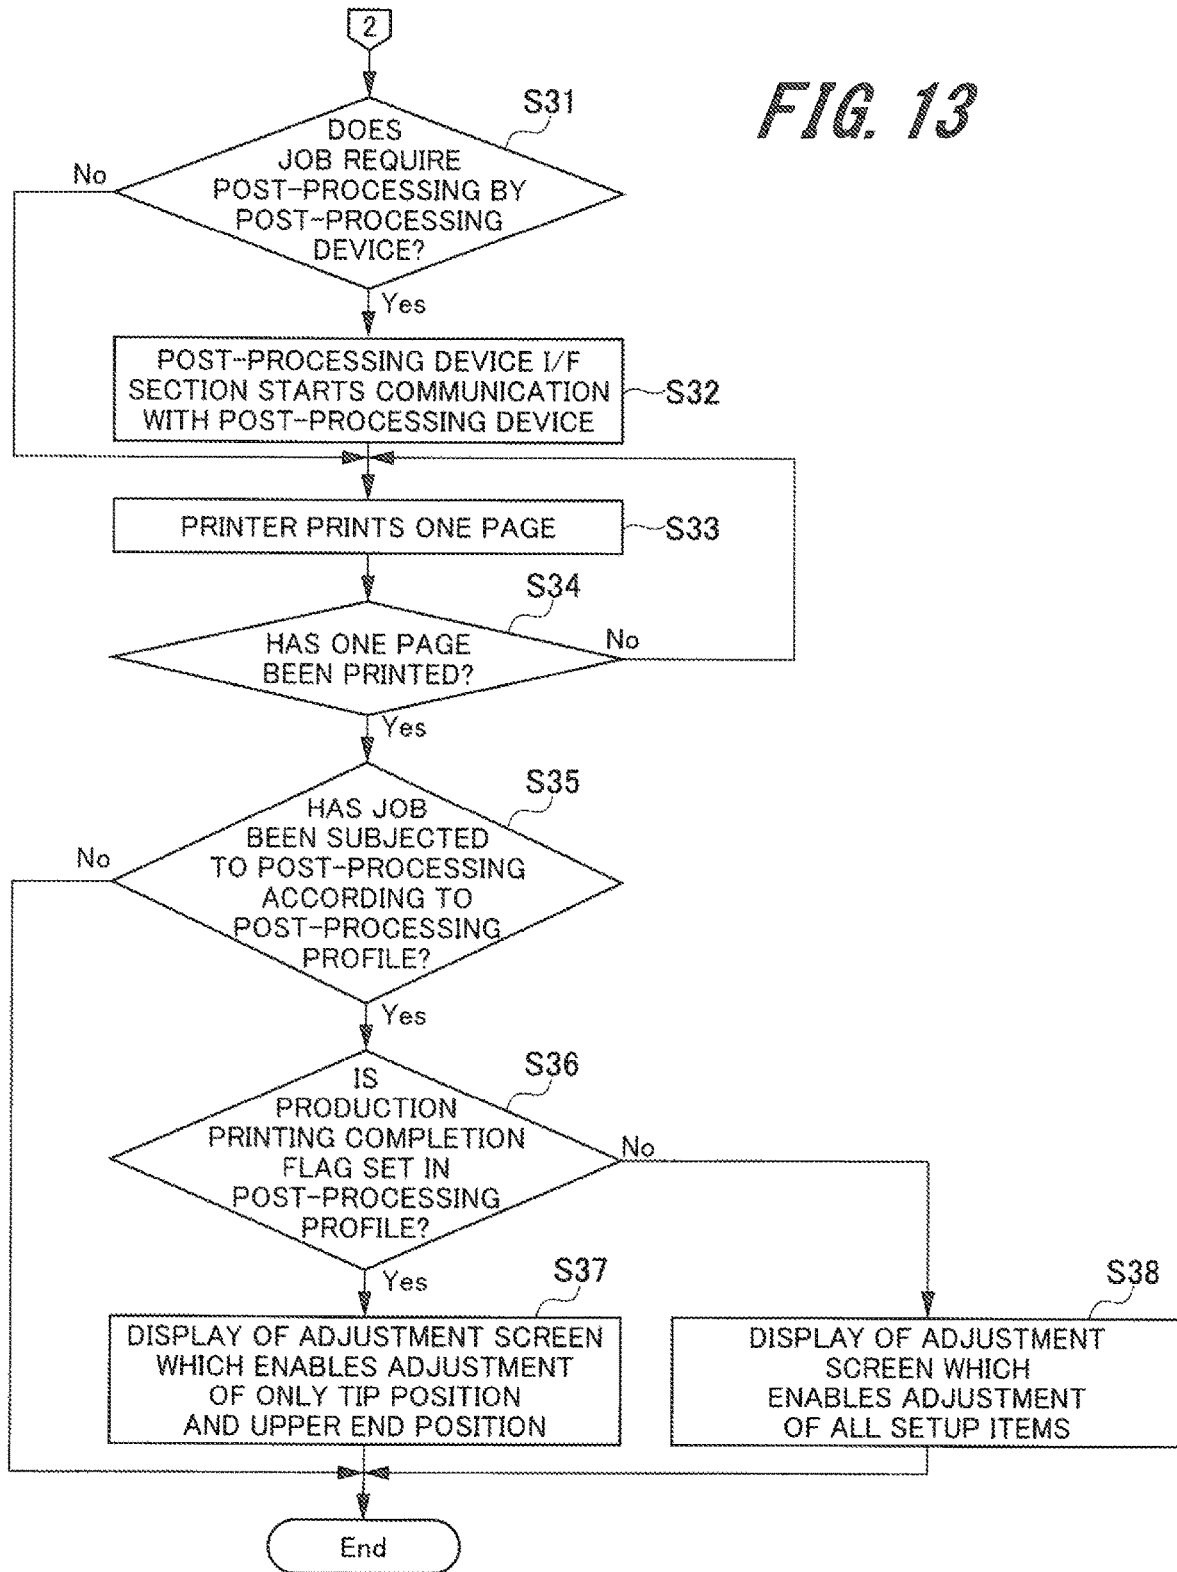 2
FIG. 13
S31
DOES
JOB REQUIRE
POST-PROCESSING BY
POST-PROCESSING
DEVICE?
No
Yes
POST-PROCESSING DEVICE I/F
SECTION STARTS COMMUNICATION
WITH POST-PROCESSING DEVICE
S32
PRINTER PRINTS ONE PAGE
S33
S34
HAS ONE PAGE
BEEN PRINTED?
No
Yes
S35
HAS JOB
BEEN SUBJECTED
TO POST-PROCESSING
ACCORDING TO
POST-PROCESSING
PROFILE?
No
Yes
S36
IS
PRODUCTION
PRINTING COMPLETION
FLAG SET IN
POST-PROCESSING
PROFILE?
No
Yes
S37
DISPLAY OF ADJUSTMENT SCREEN
WHICH ENABLES ADJUSTMENT
OF ONLY TIP POSITION
AND UPPER END POSITION
S38
DISPLAY OF ADJUSTMENT
SCREEN WHICH
ENABLES ADJUSTMENT
OF ALL SETUP ITEMS
End